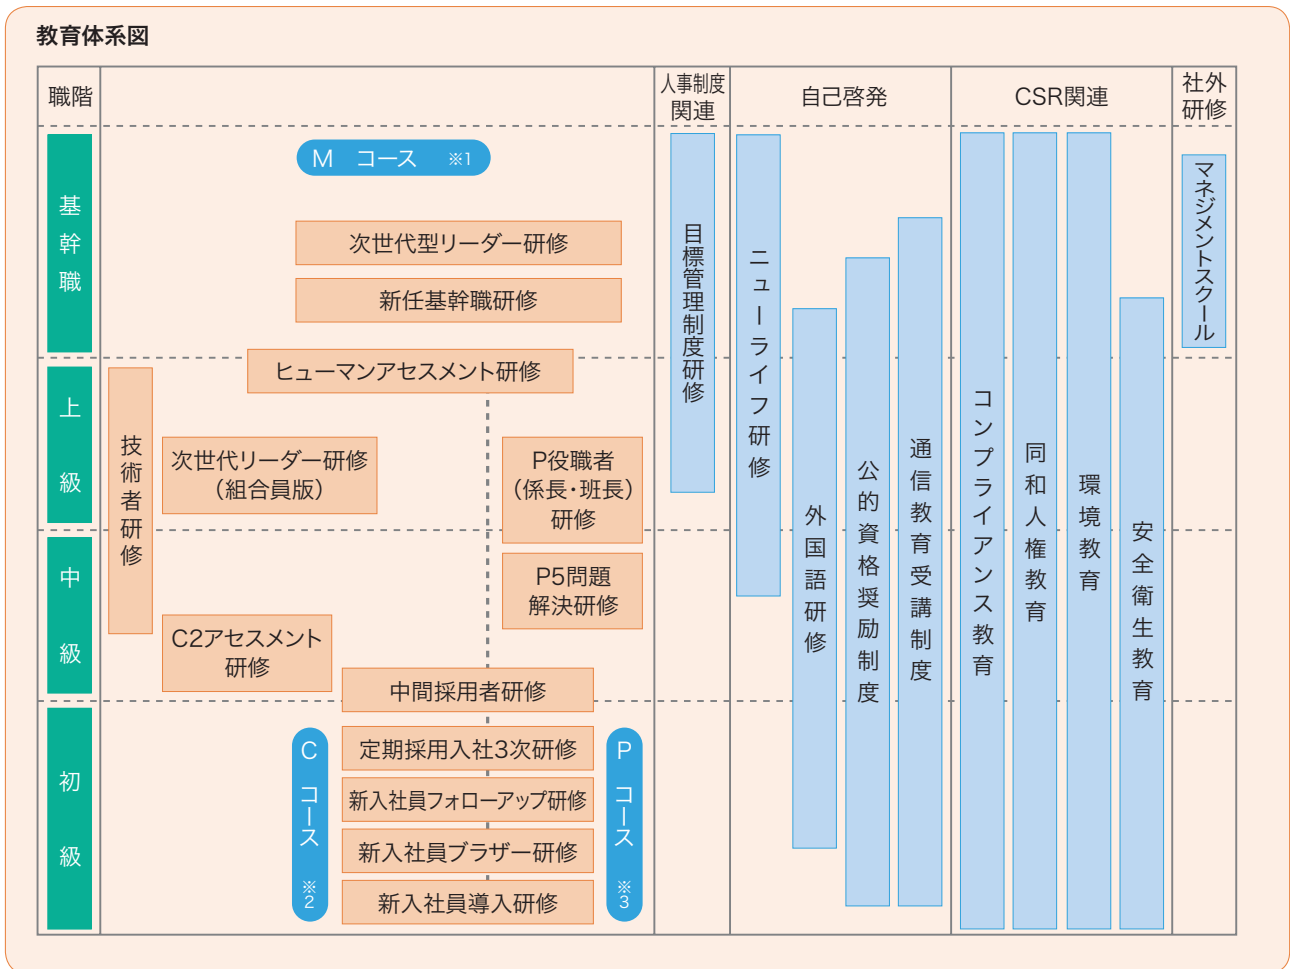 教育体系図
職階
人事制度
関連
自己啓発
CSR関連
社外
研修
基幹職
上級
中級
初級
M コース ※1
次世代型リーダー研修
新任基幹職研修
ヒューマンアセスメント研修
技術者研修
次世代リーダー研修
（組合員版）
P役職者
（係長・班長）
研修
P5問題
解決研修
C2アセスメント
研修
中間採用者研修
C コース ※2
定期採用入社3次研修
新入社員フォローアップ研修
新入社員ブラザー研修
新入社員導入研修
P コース ※3
目標管理制度研修
ニューライフ研修
外国語研修
公的資格奨励制度
通信教育受講制度
コンプライアンス教育
同和人権教育
環境教育
安全衛生教育
マネジメントスクール